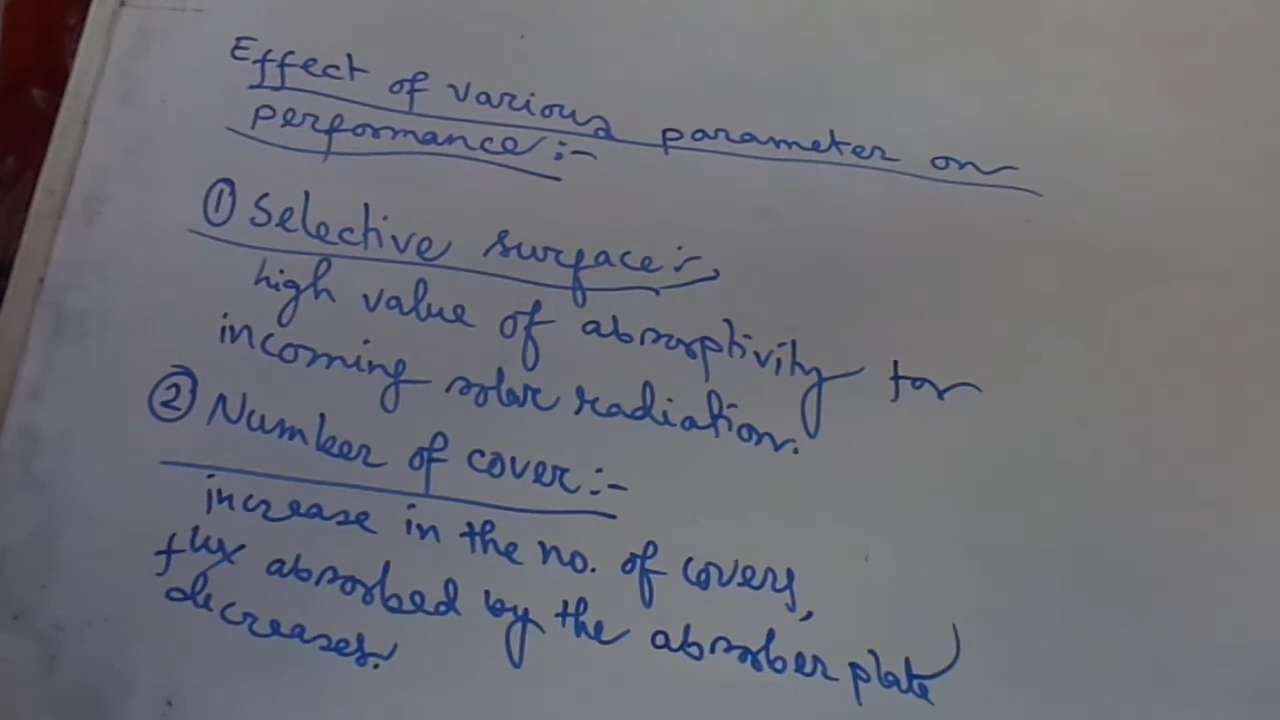 Effect of various parameter on
performance :-
① Selective surface :-
high value of absorptivity for
incoming solar radiation.
② Number of cover :-
increase in the no. of covers,
flux absorbed by the absorber plate
decreases.